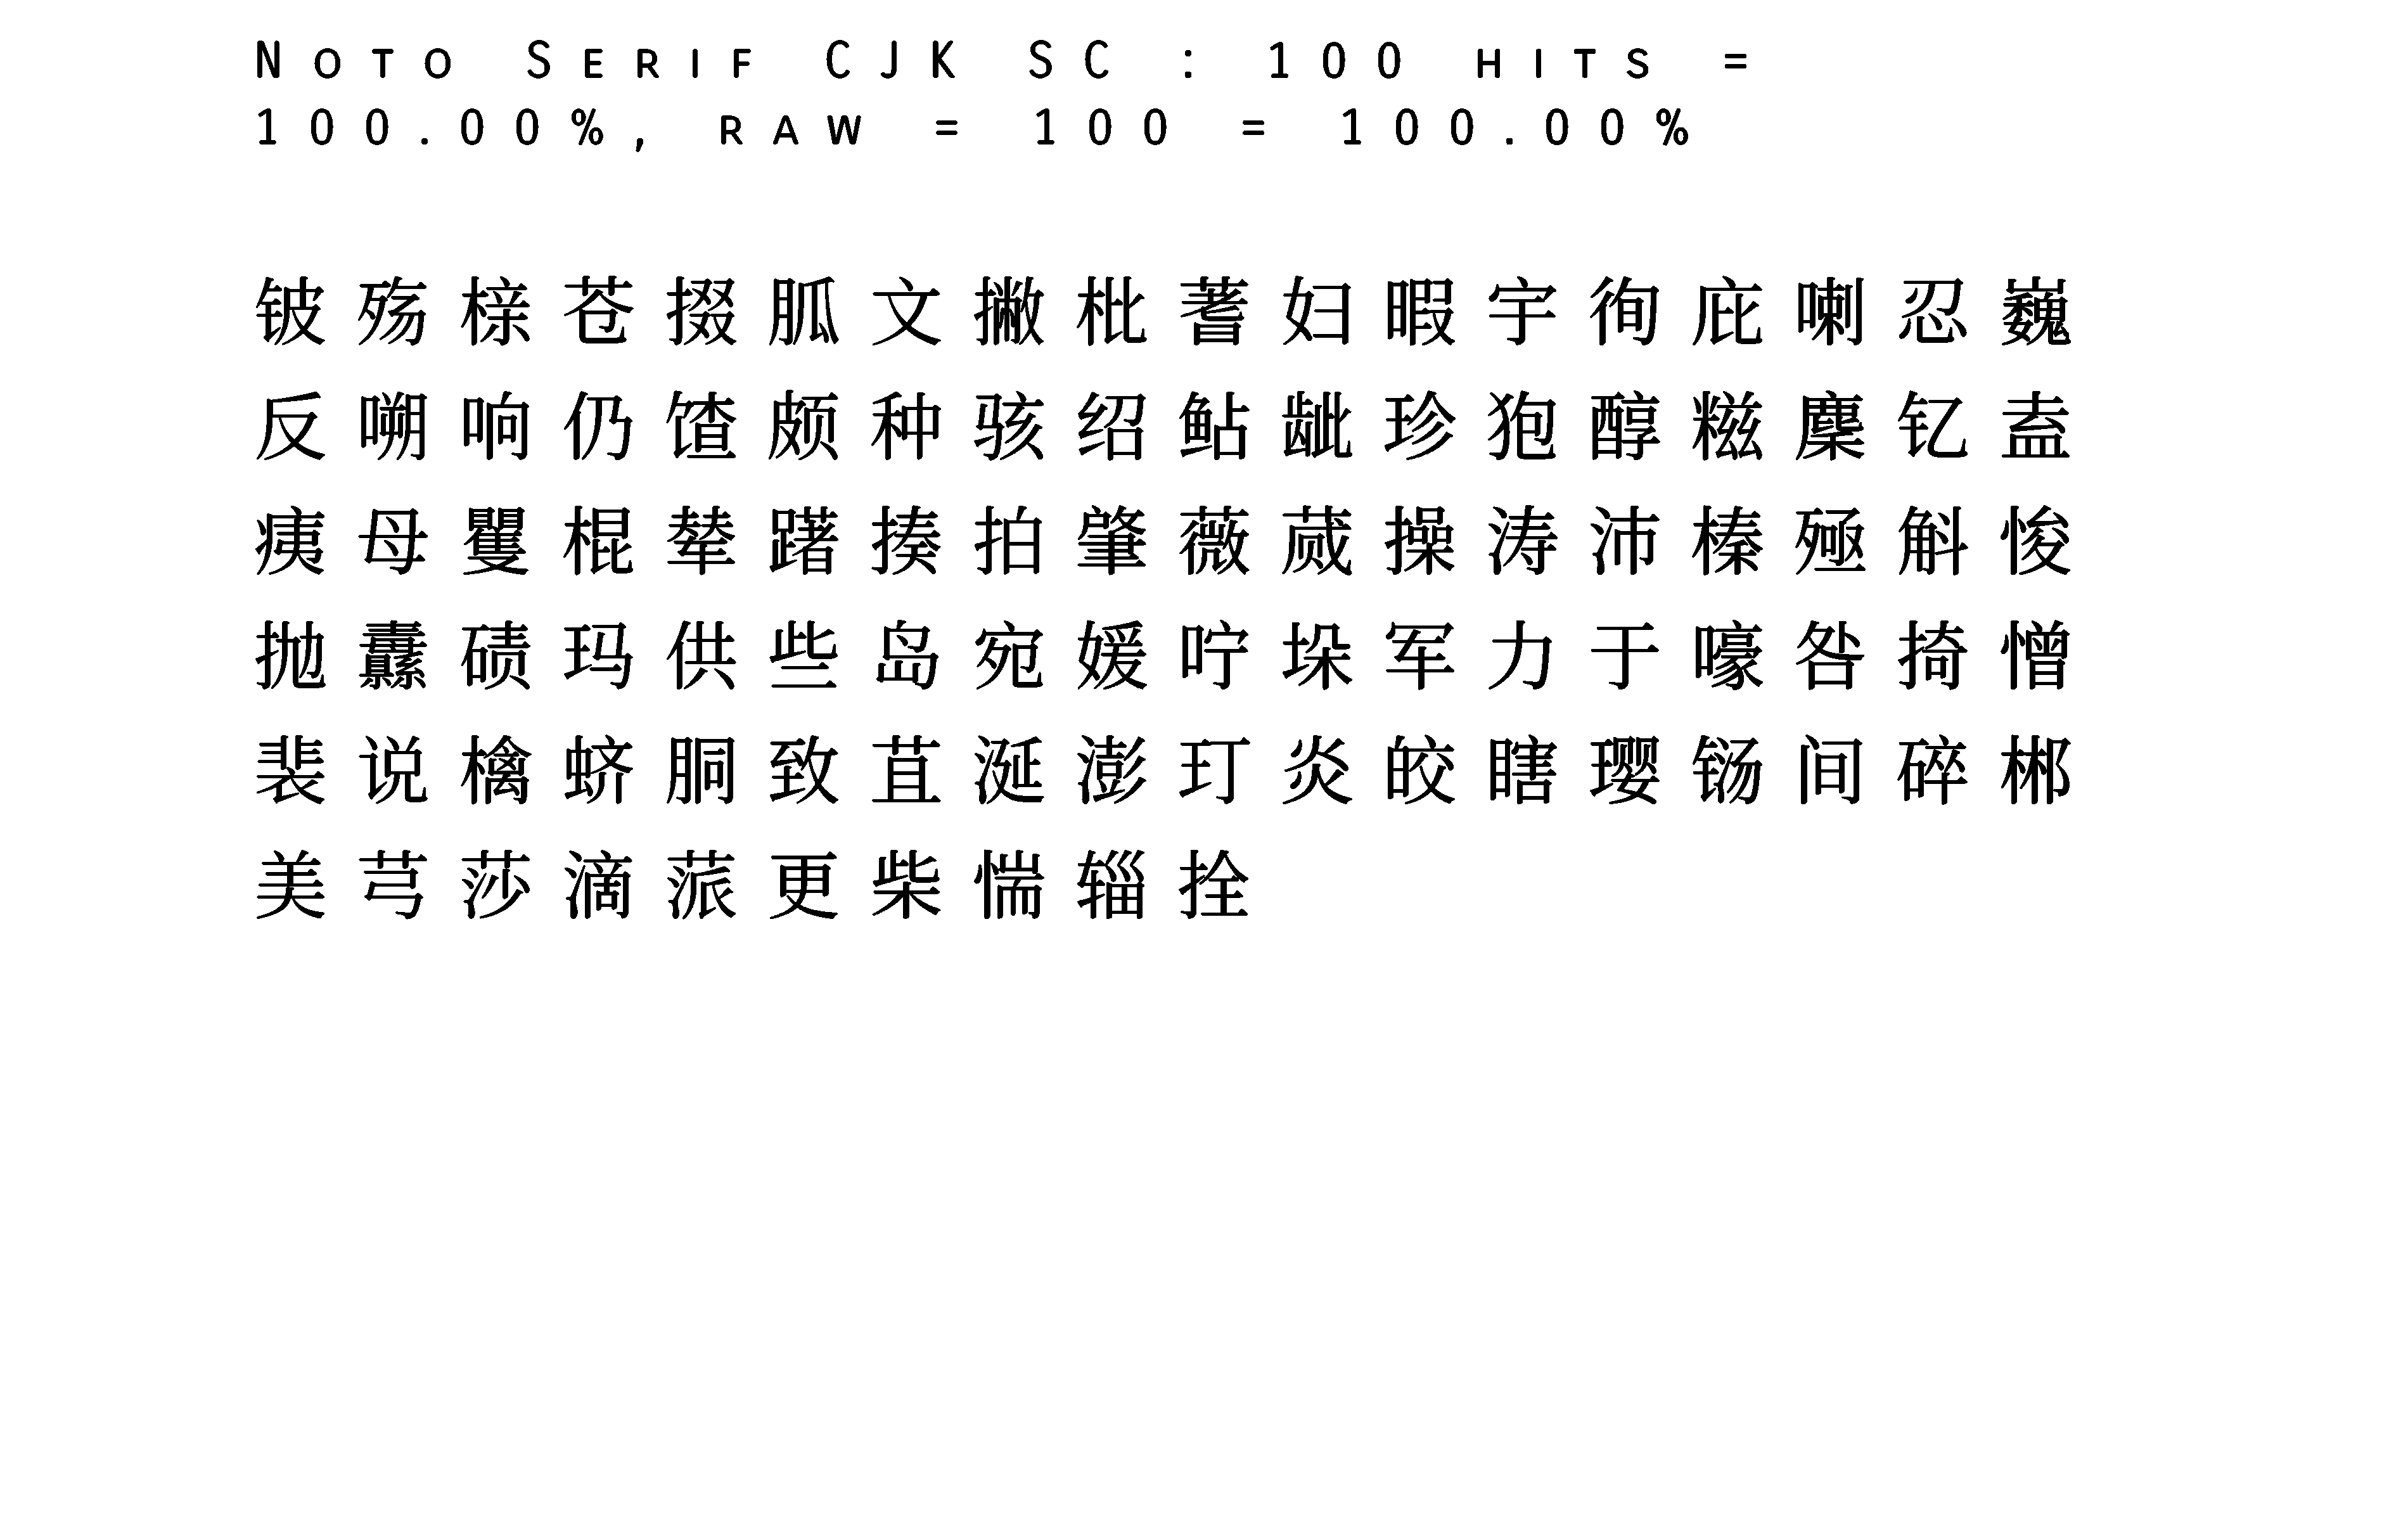 Noto Serif CJK SC : 100 hits =
100.00%, raw = 100 = 100.00%
铍殇榇苍掇胍文撇枇蓍妇暇宇徇庇喇忍巍
反嗍响仍馇颇种骇绍鲇龇珍狍醇糍麇钇盍
痍母矍棍辇躇揍拍肇薇葳操涛沛榛殛斛悛
抛纛碛玛供些岛宛媛咛垛军力于嚎咎掎憎
裴说檎蛴胴致苴涎澎玎炎皎瞎璎钖间碎郴
美芎莎滴蒎更柴惴辎拴